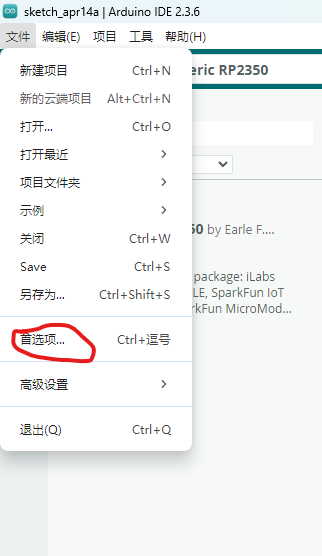 sketch_apr14a | Arduino IDE 2.3.6
文件 编辑(E) 项目 工具 帮助(H)
新建项目 Ctrl+N
eric RP2350
新的云端项目 Alt+Ctrl+N
打开... Ctrl+O
打开最近
项目文件夹
示例
50 by Earle F....
关闭 Ctrl+W
Save Ctrl+S
package: iLabs
另存为... Ctrl+Shift+S
LE, SparkFun IoT
rkFun MicroMod...
首选项... Ctrl+逗号
高级设置
退出(Q) Ctrl+Q